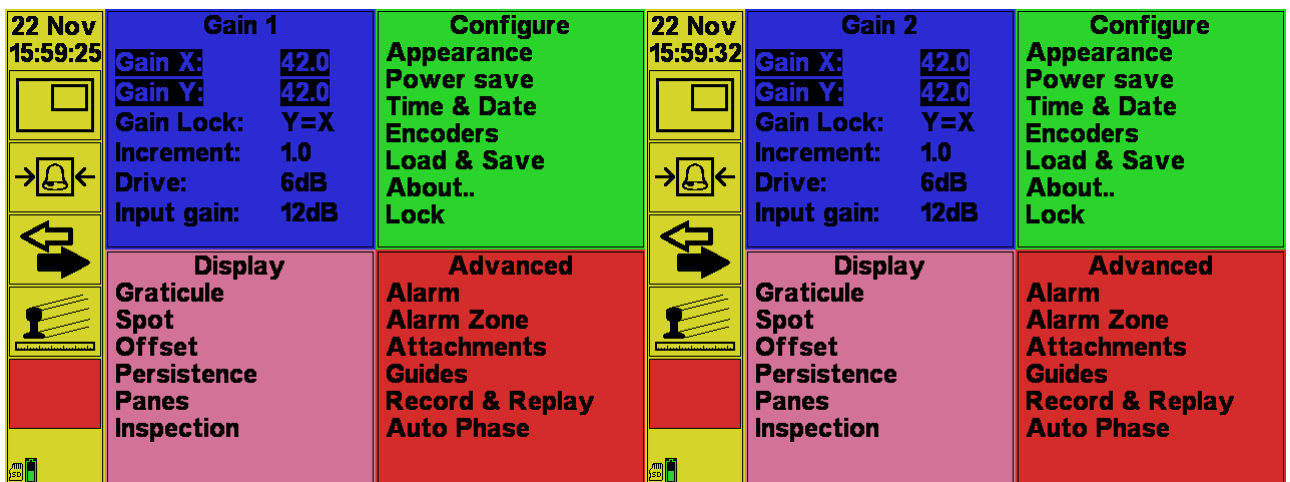 22 Nov
15:59:25
Gain 1
Gain X: 42.0
Gain Y: 42.0
Gain Lock: Y=X
Increment: 1.0
Drive: 6dB
Input gain: 12dB
Configure
Appearance
Power save
Time & Date
Encoders
Load & Save
About..
Lock
Display
Graticule
Spot
Offset
Persistence
Panes
Inspection
Advanced
Alarm
Alarm Zone
Attachments
Guides
Record & Replay
Auto Phase
SD
22 Nov
15:59:32
Gain 2
Gain X: 42.0
Gain Y: 42.0
Gain Lock: Y=X
Increment: 1.0
Drive: 6dB
Input gain: 12dB
Configure
Appearance
Power save
Time & Date
Encoders
Load & Save
About..
Lock
Display
Graticule
Spot
Offset
Persistence
Panes
Inspection
Advanced
Alarm
Alarm Zone
Attachments
Guides
Record & Replay
Auto Phase
SD